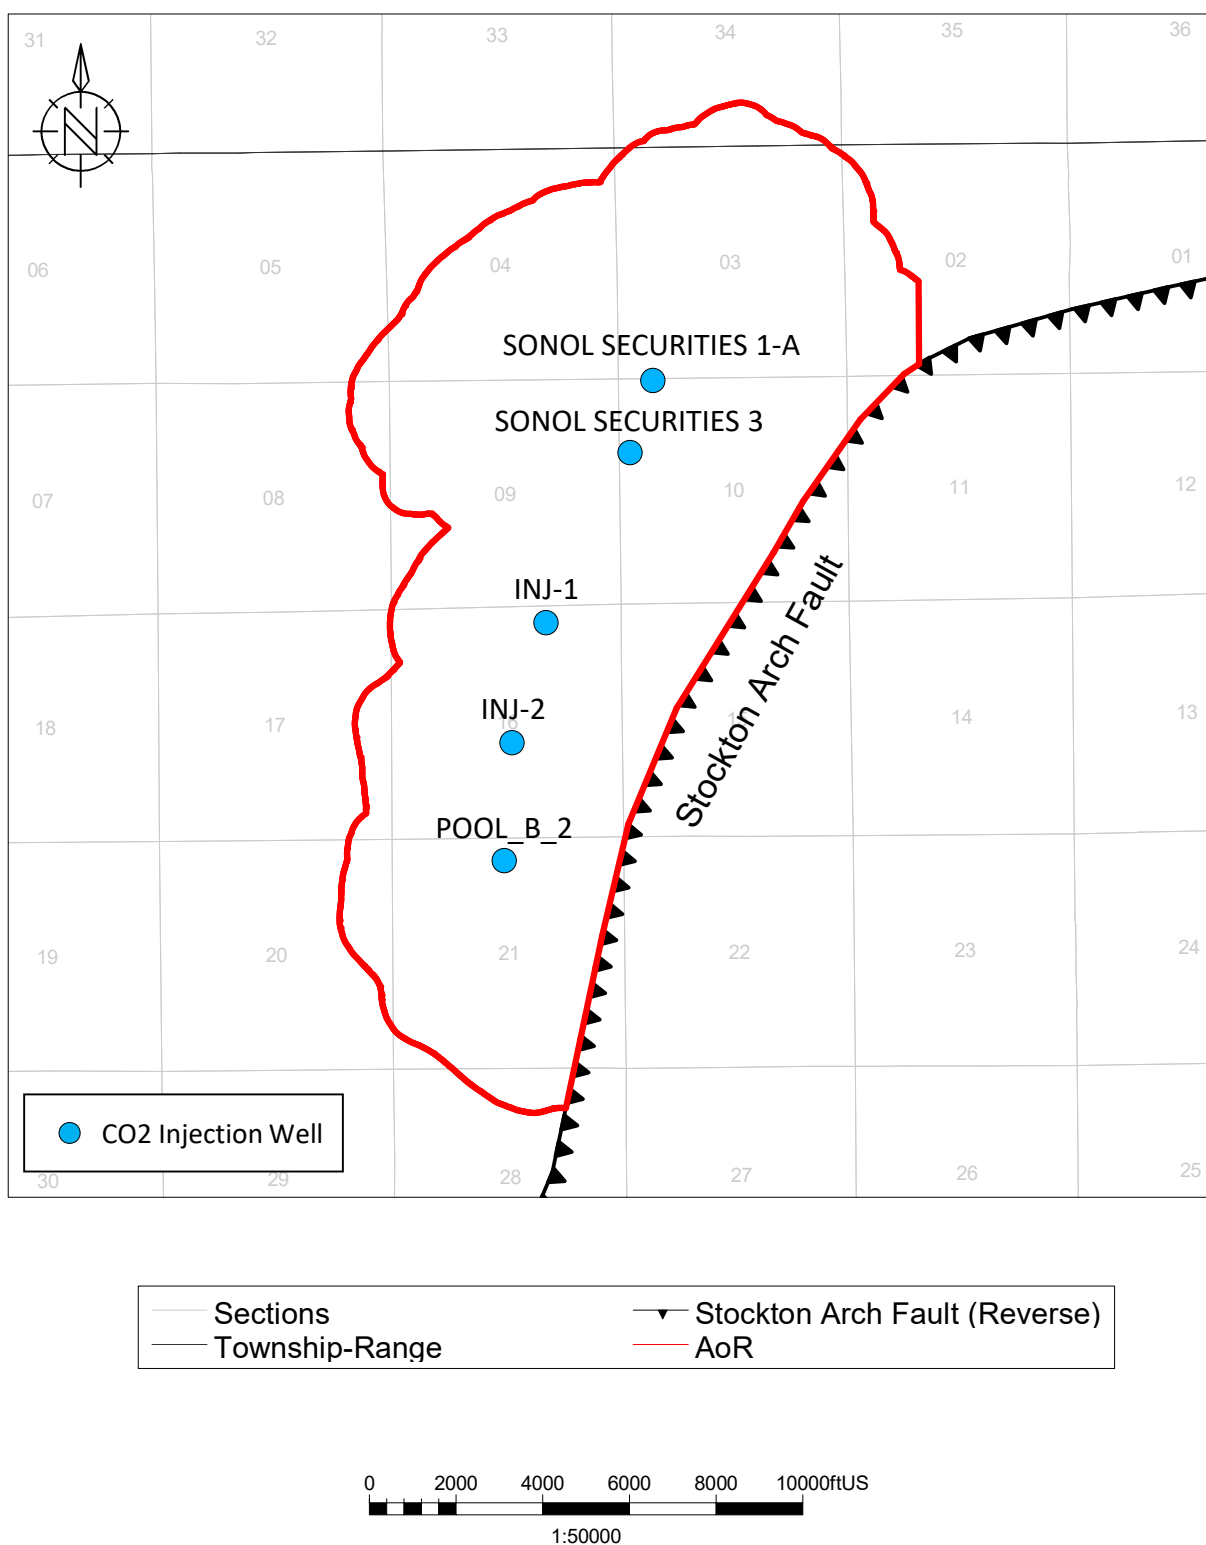 31 32 33 34 35 36
N
06 05 04 03 02 01
SONOL SECURITIES 1-A
SONOL SECURITIES 3
07 08 09 10 11 12
INJ-1
Stockton Arch Fault
INJ-2
18 17 16 14 13
POOL_B_2
19 20 21 22 23 24
CO2 Injection Well
30 29 28 27 26 25
Sections
Stockton Arch Fault (Reverse)
Township-Range
AoR
0 2000 4000 6000 8000 10000ftUS
1:50000